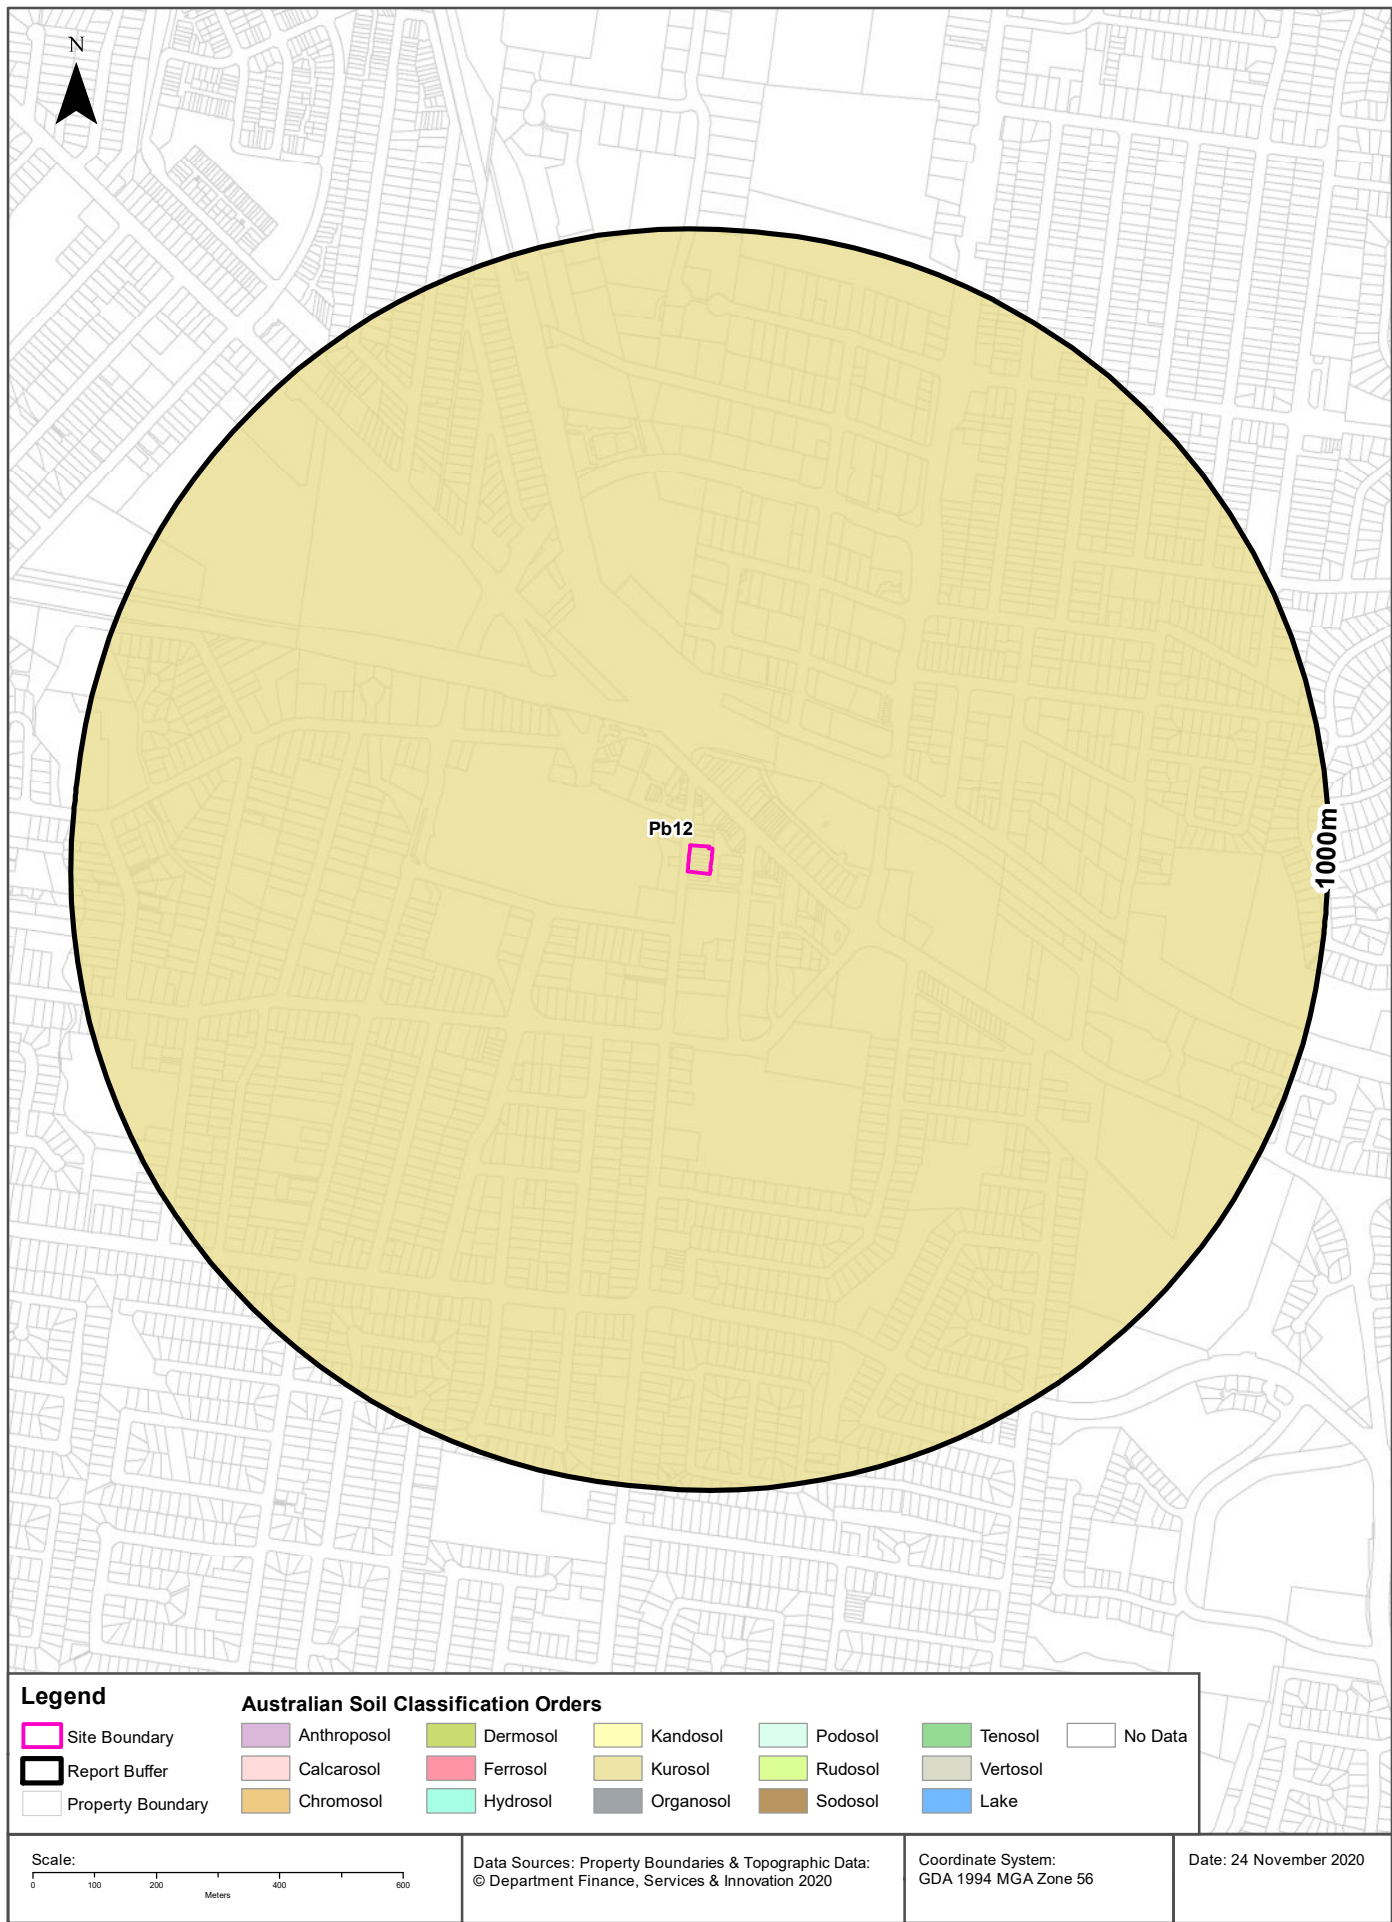 N
Pb12
1000m
Legend
Site Boundary
Report Buffer
Property Boundary
Australian Soil Classification Orders
Anthroposol
Calcarosol
Chromosol
Dermosol
Ferrosol
Hydrosol
Kandosol
Kurosol
Organosol
Podosol
Rudosol
Sodosol
Tenosol
Vertosol
Lake
No Data
Scale:
0 100 200 400 600
Meters
Data Sources: Property Boundaries & Topographic Data:
© Department Finance, Services & Innovation 2020
Coordinate System:
GDA 1994 MGA Zone 56
Date: 24 November 2020